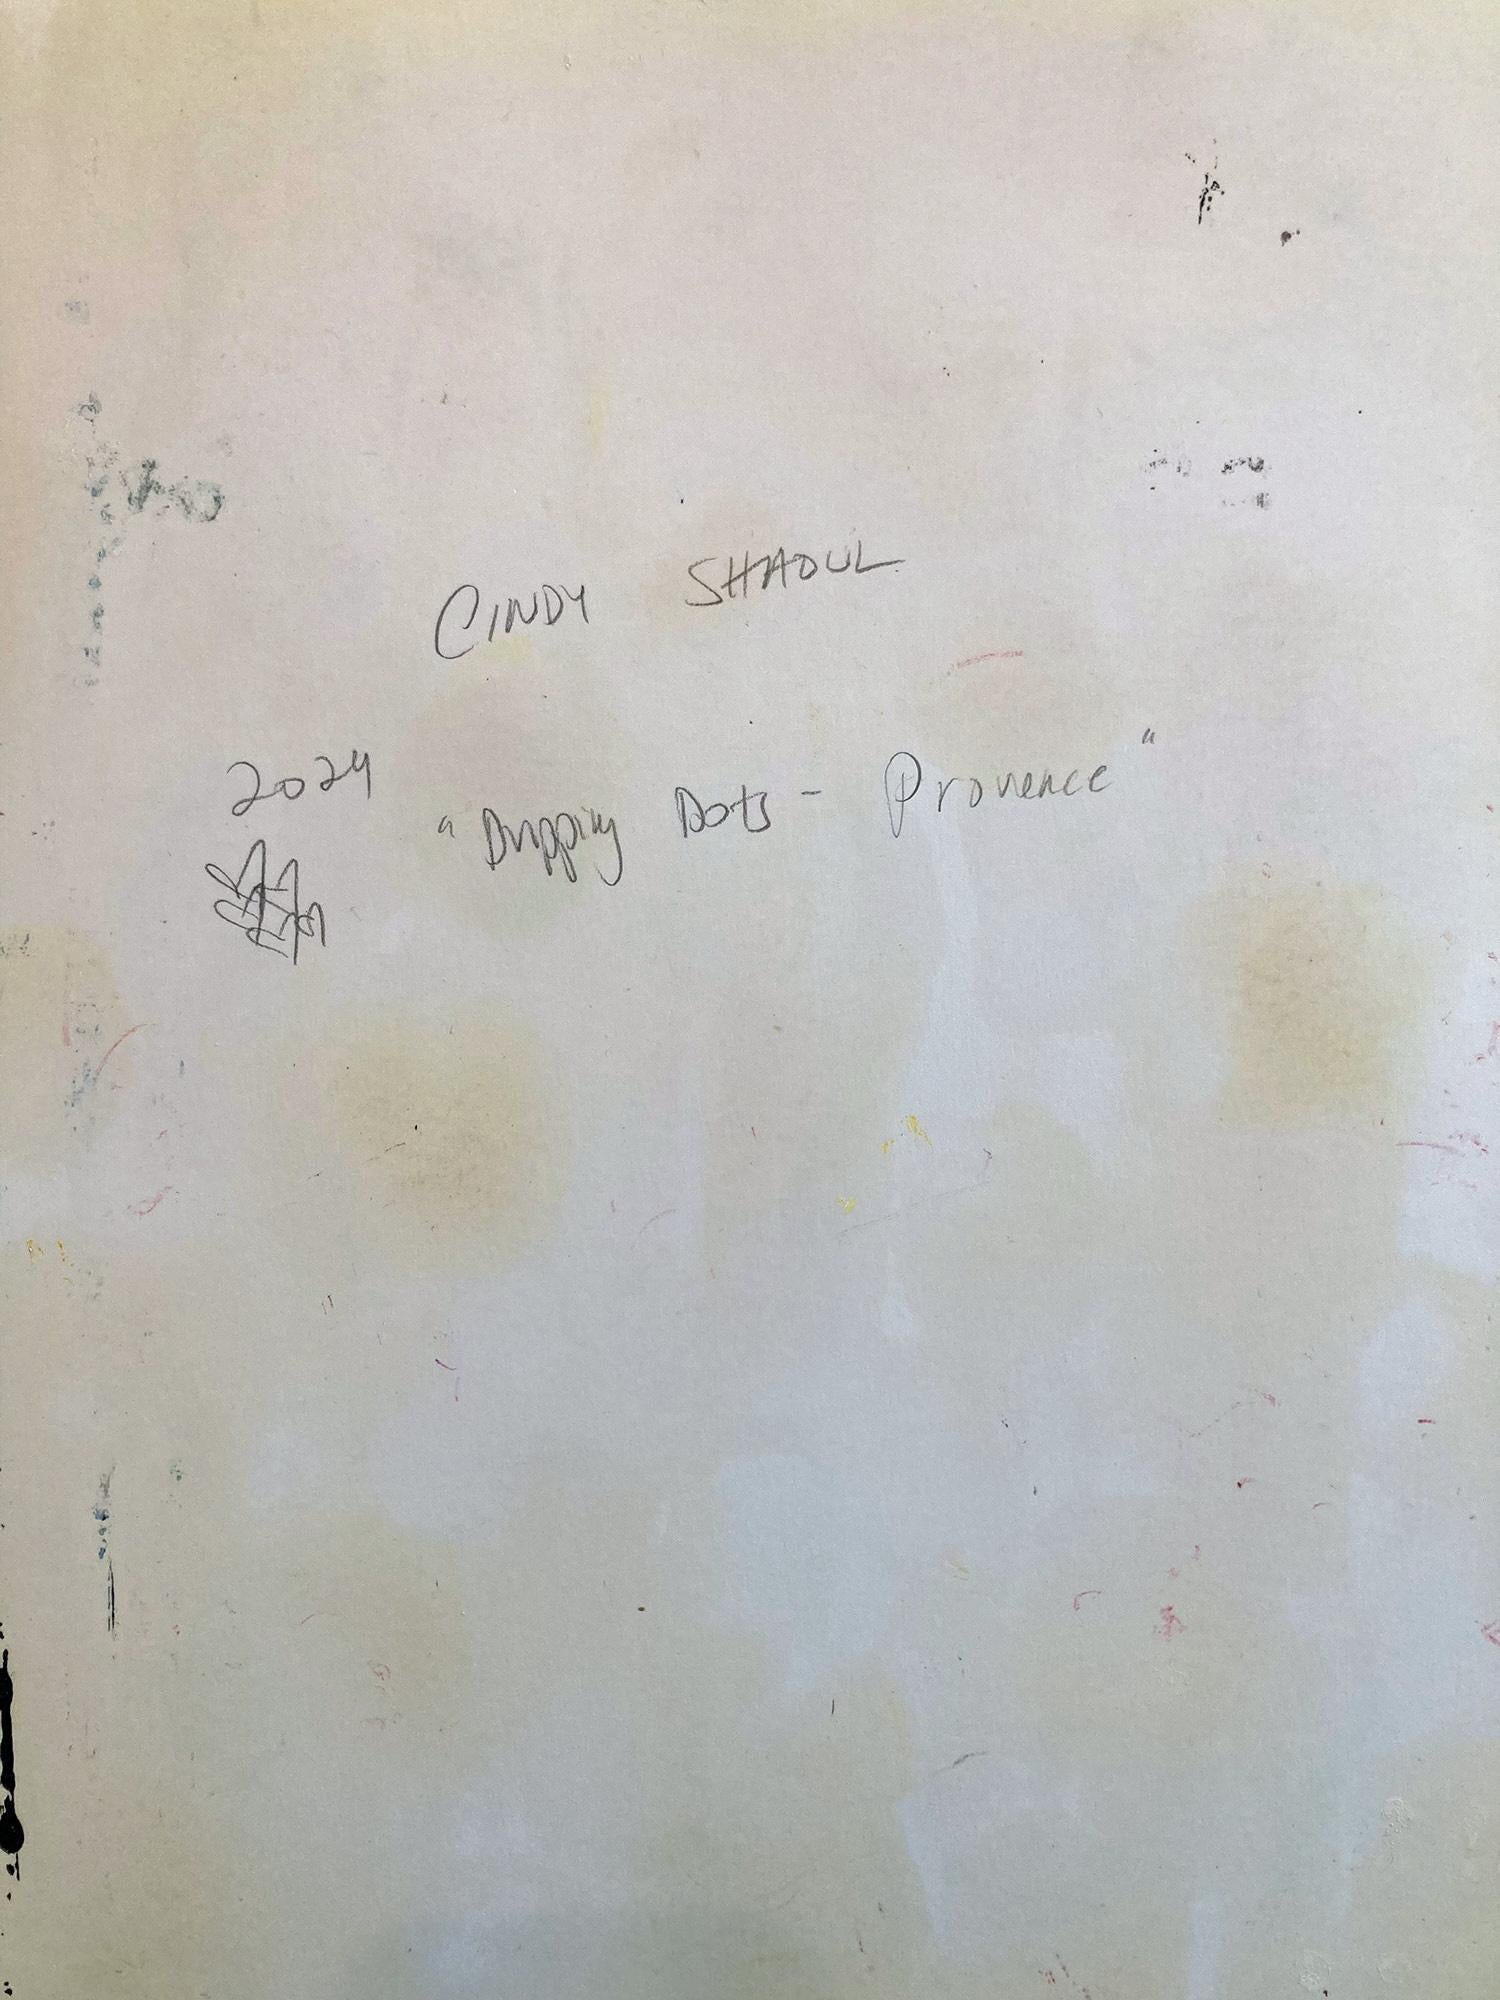 CINDY SHAOUL
2024
"Dripping Dots - Provence"